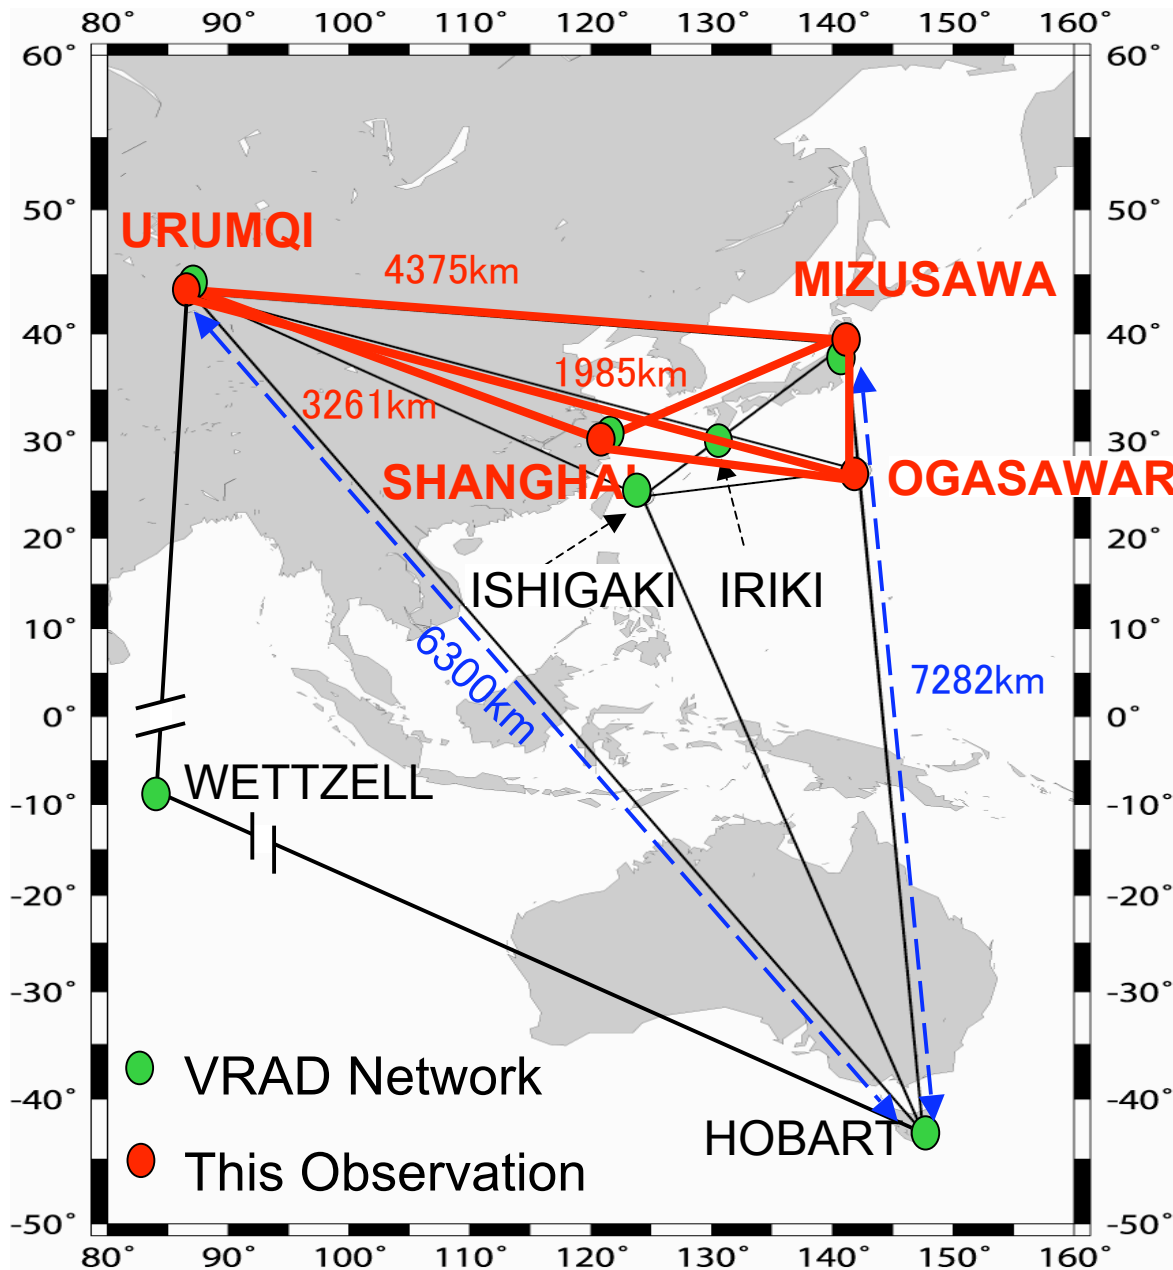 80° 90° 100° 110° 120° 130° 140° 150° 160°
60° 60°
50° 50°
URUMQI
4375km
MIZUSAWA
40° 40°
1985km
3261km
30° 30°
SHANGHAI
OGASAWAR
20° 20°
ISHIGAKI IRIKI
10° 10°
6300km
7282km
0° 0°
WETTZELL
-10° -10°
-20° -20°
-30° -30°
VRAD Network
-40° -40°
HOBART
This Observation
-50° -50°
80° 90° 100° 110° 120° 130° 140° 150° 160°